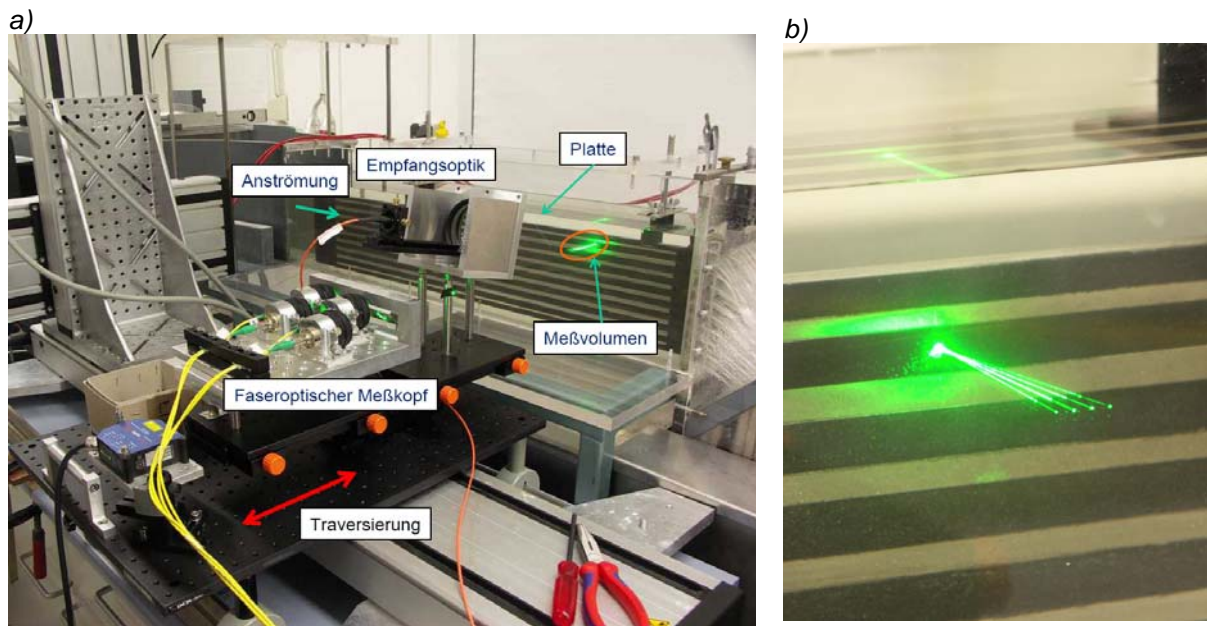 a)
b)
Empfangsoptik
Platte
Anströmung
Meßvolumen
Faseroptischer Meßkopf
Traversierung